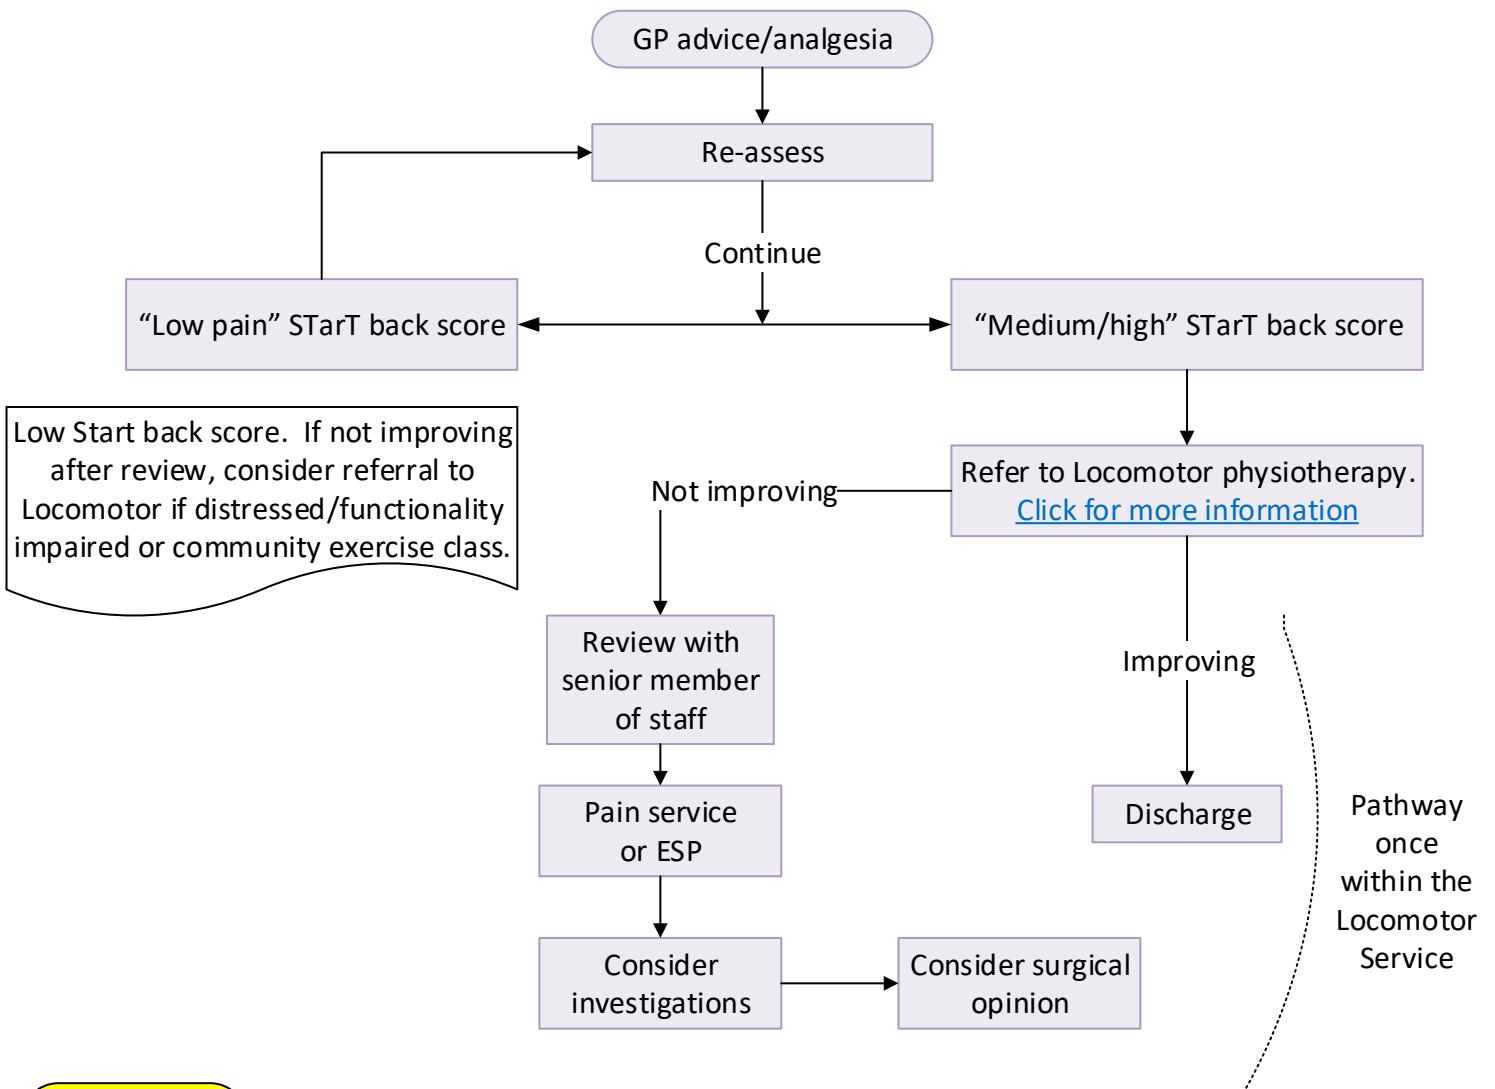 GP advice/analgesia
Re-assess
Continue
“Low pain” STarT back score
“Medium/high” STarT back score
Low Start back score.  If not improving
after review, consider referral to
Locomotor if distressed/functionality
impaired or community exercise class.
Not improving
Refer to Locomotor physiotherapy.
Click for more information
Review with
senior member
of staff
Improving
Pain service
or ESP
Discharge
Pathway
once
within the
Locomotor
Service
Consider
investigations
Consider surgical
opinion